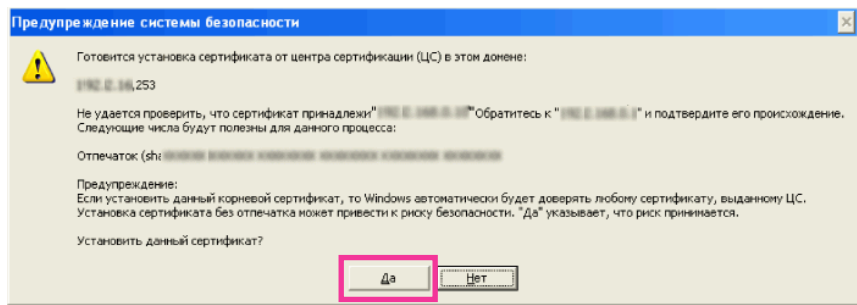 Предупреждение системы безопасности
Готовится установка сертификата от центра сертификации (ЦС) в этом домене:
,253
Не удается проверить, что сертификат принадлежи" "Обратитесь к " " и подтвердите его происхождение.
Следующие числа будут полезны для данного процесса:
Отпечаток (sha
Предупреждение:
Если установить данный корневой сертификат, то Windows автоматически будет доверять любому сертификату, выданному ЦС.
Установка сертификата без отпечатка может привести к риску безопасности. "Да" указывает, что риск принимается.
Установить данный сертификат?
Да Нет